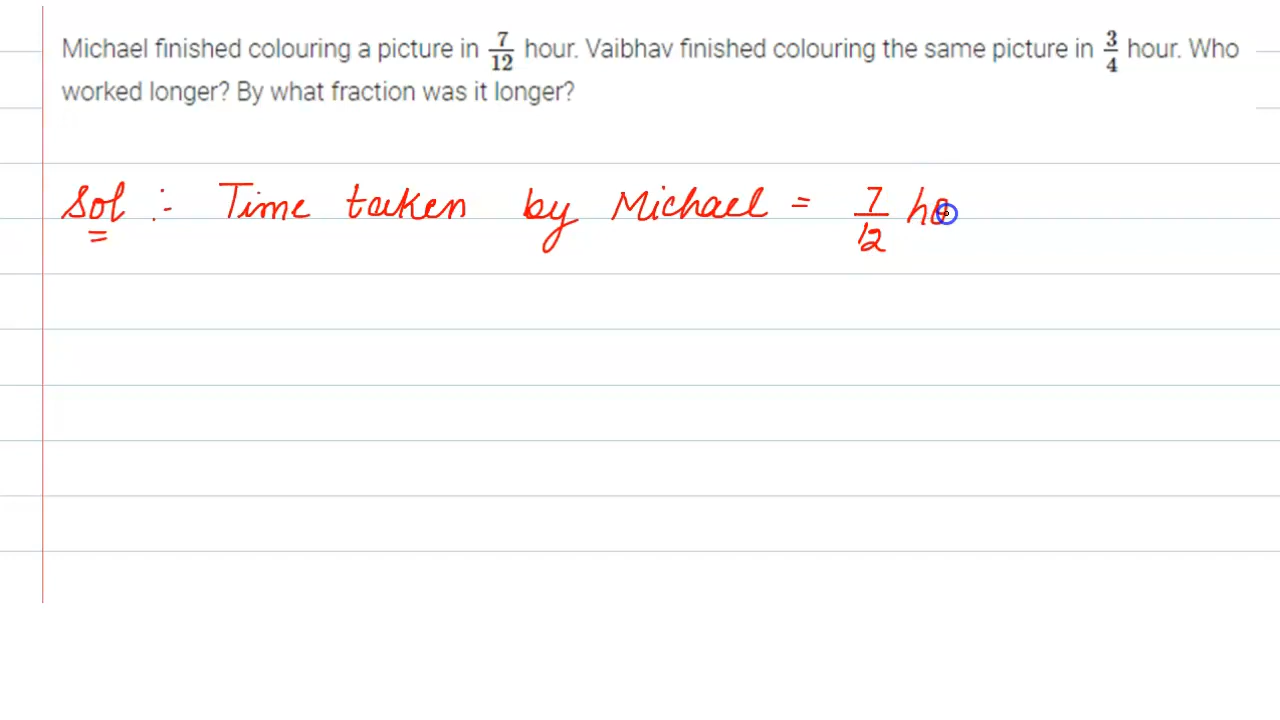 Michael finished colouring a picture in 7/12 hour. Vaibhav finished colouring the same picture in 3/4 hour. Who
worked longer? By what fraction was it longer?
Sol :- Time taken by Michael = 7/12 ho